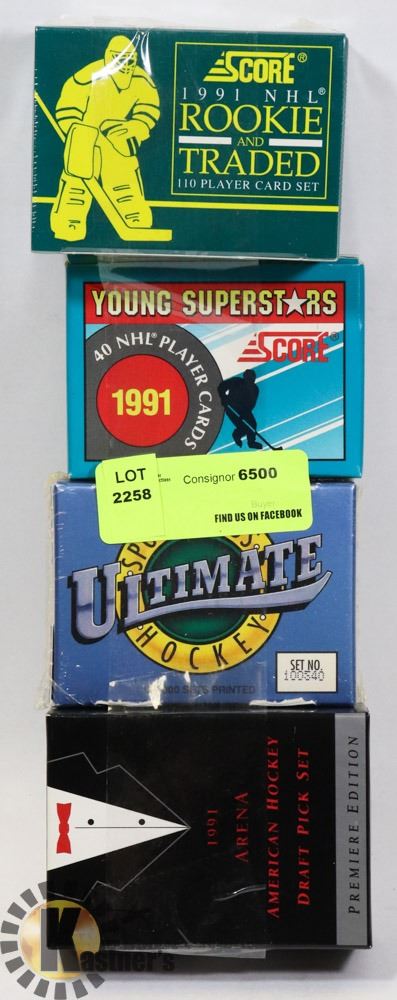 SCORE®
1991 NHL®
ROOKIE
AND
TRADED
110 PLAYER CARD SET
YOUNG SUPERSTARS
40 NHL® PLAYER CARDS
1991
SCORE®
LOT
2258
Consignor 6500
Buyer
FIND US ON FACEBOOK
ULTIMATE
HOCKEY
SET NO.
100540
SETS PRINTED
1991
ARENA
AMERICAN HOCKEY
DRAFT PICK SET
PREMIERE EDITION
Kastner's